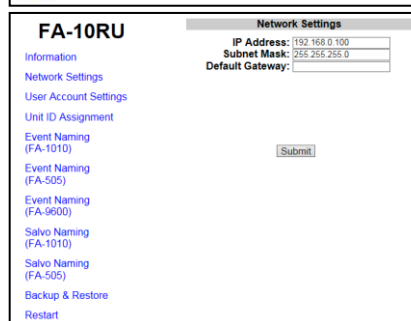 FA-10RU
Information
Network Settings
User Account Settings
Unit ID Assignment
Event Naming
(FA-1010)
Event Naming
(FA-505)
Event Naming
(FA-9600)
Salvo Naming
(FA-1010)
Salvo Naming
(FA-505)
Backup & Restore
Restart
Network Settings
IP Address: 192.168.0.100
Subnet Mask: 255.255.255.0
Default Gateway:
Submit